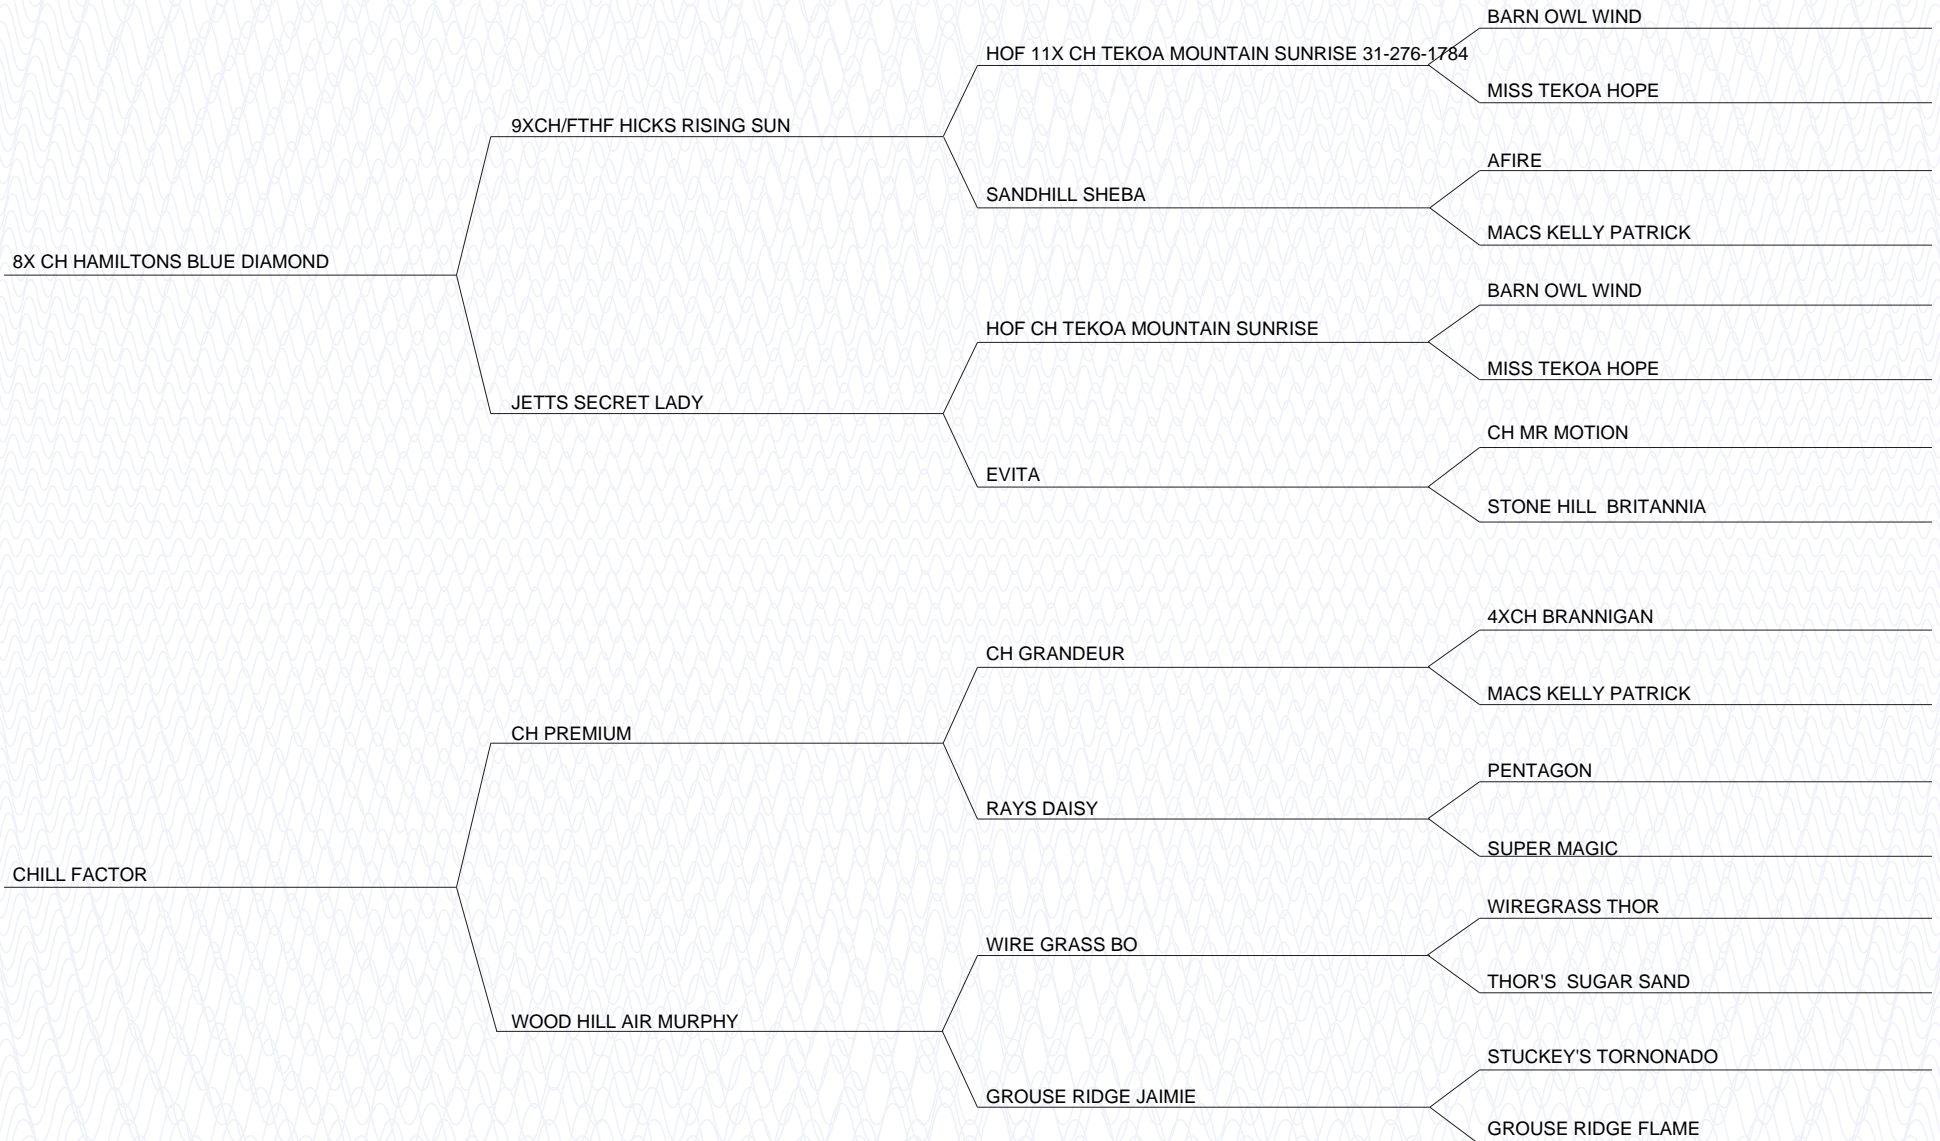 BARN OWL WIND
HOF 11X CH TEKOA MOUNTAIN SUNRISE 31-276-1784
MISS TEKOA HOPE
9XCH/FTHF HICKS RISING SUN
AFIRE
SANDHILL SHEBA
MACS KELLY PATRICK
8X CH HAMILTONS BLUE DIAMOND
BARN OWL WIND
HOF CH TEKOA MOUNTAIN SUNRISE
MISS TEKOA HOPE
JETTS SECRET LADY
CH MR MOTION
EVITA
STONE HILL  BRITANNIA
4XCH BRANNIGAN
CH GRANDEUR
MACS KELLY PATRICK
CH PREMIUM
PENTAGON
RAYS DAISY
SUPER MAGIC
CHILL FACTOR
WIREGRASS THOR
WIRE GRASS BO
THOR'S  SUGAR SAND
WOOD HILL AIR MURPHY
STUCKEY'S TORNONADO
GROUSE RIDGE JAIMIE
GROUSE RIDGE FLAME